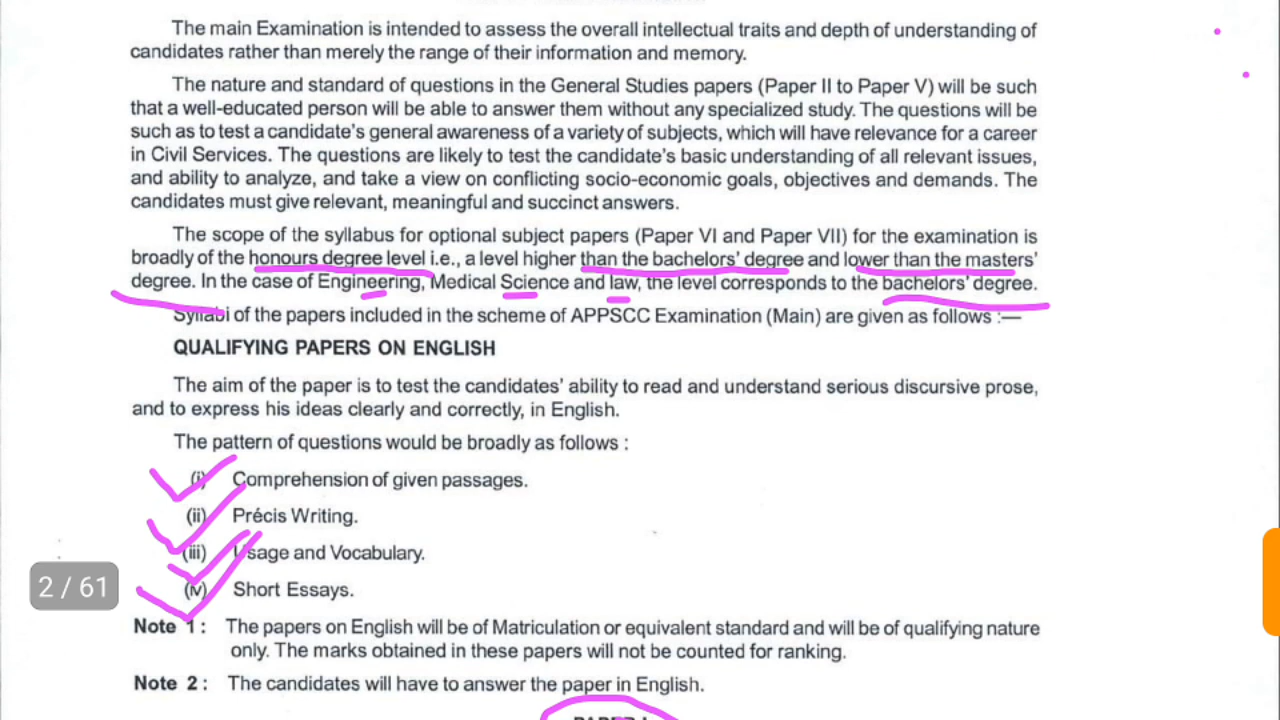 The main Examination is intended to assess the overall intellectual traits and depth of understanding of
candidates rather than merely the range of their information and memory.
The nature and standard of questions in the General Studies papers (Paper II to Paper V) will be such
that a well-educated person will be able to answer them without any specialized study. The questions will be
such as to test a candidate's general awareness of a variety of subjects, which will have relevance for a career
in Civil Services. The questions are likely to test the candidate's basic understanding of all relevant issues,
and ability to analyze, and take a view on conflicting socio-economic goals, objectives and demands. The
candidates must give relevant, meaningful and succinct answers.
The scope of the syllabus for optional subject papers (Paper VI and Paper VII) for the examination is
broadly of the honours degree level i.e., a level higher than the bachelors' degree and lower than the masters'
degree. In the case of Engineering, Medical Science and law, the level corresponds to the bachelors' degree.
Syllabi of the papers included in the scheme of APPSCC Examination (Main) are given as follows :—
QUALIFYING PAPERS ON ENGLISH
The aim of the paper is to test the candidates' ability to read and understand serious discursive prose,
and to express his ideas clearly and correctly, in English.
The pattern of questions would be broadly as follows :
(i) Comprehension of given passages.
(ii) Précis Writing.
(iii) Usage and Vocabulary.
(iv) Short Essays.
2 / 61
Note 1 : The papers on English will be of Matriculation or equivalent standard and will be of qualifying nature
only. The marks obtained in these papers will not be counted for ranking.
Note 2 : The candidates will have to answer the paper in English.